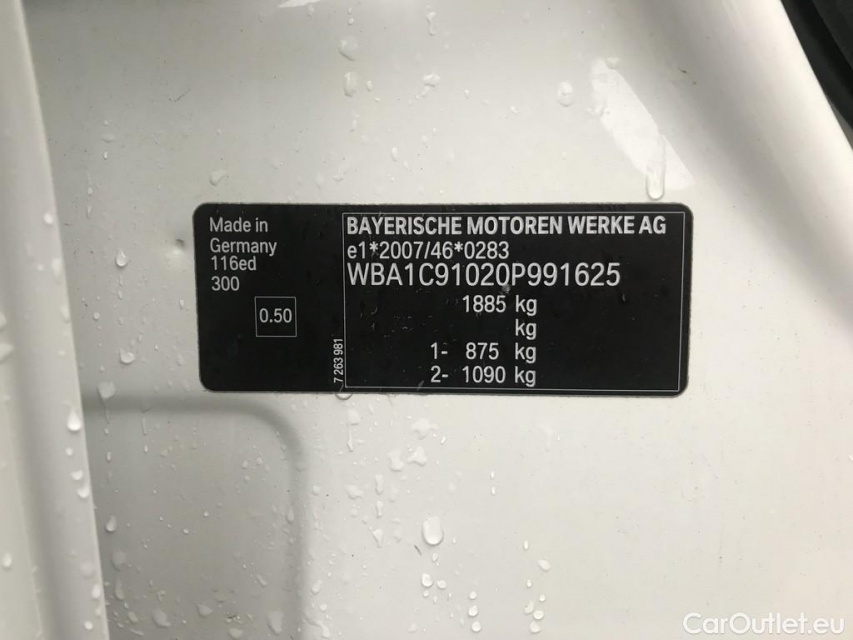 Made in
Germany
116ed
300
0.50
7 263 981
BAYERISCHE MOTOREN WERKE AG
e1*2007/46*0283
WBA1C91020P991625
1885 kg
kg
1- 875 kg
2- 1090 kg
CarOutlet.eu